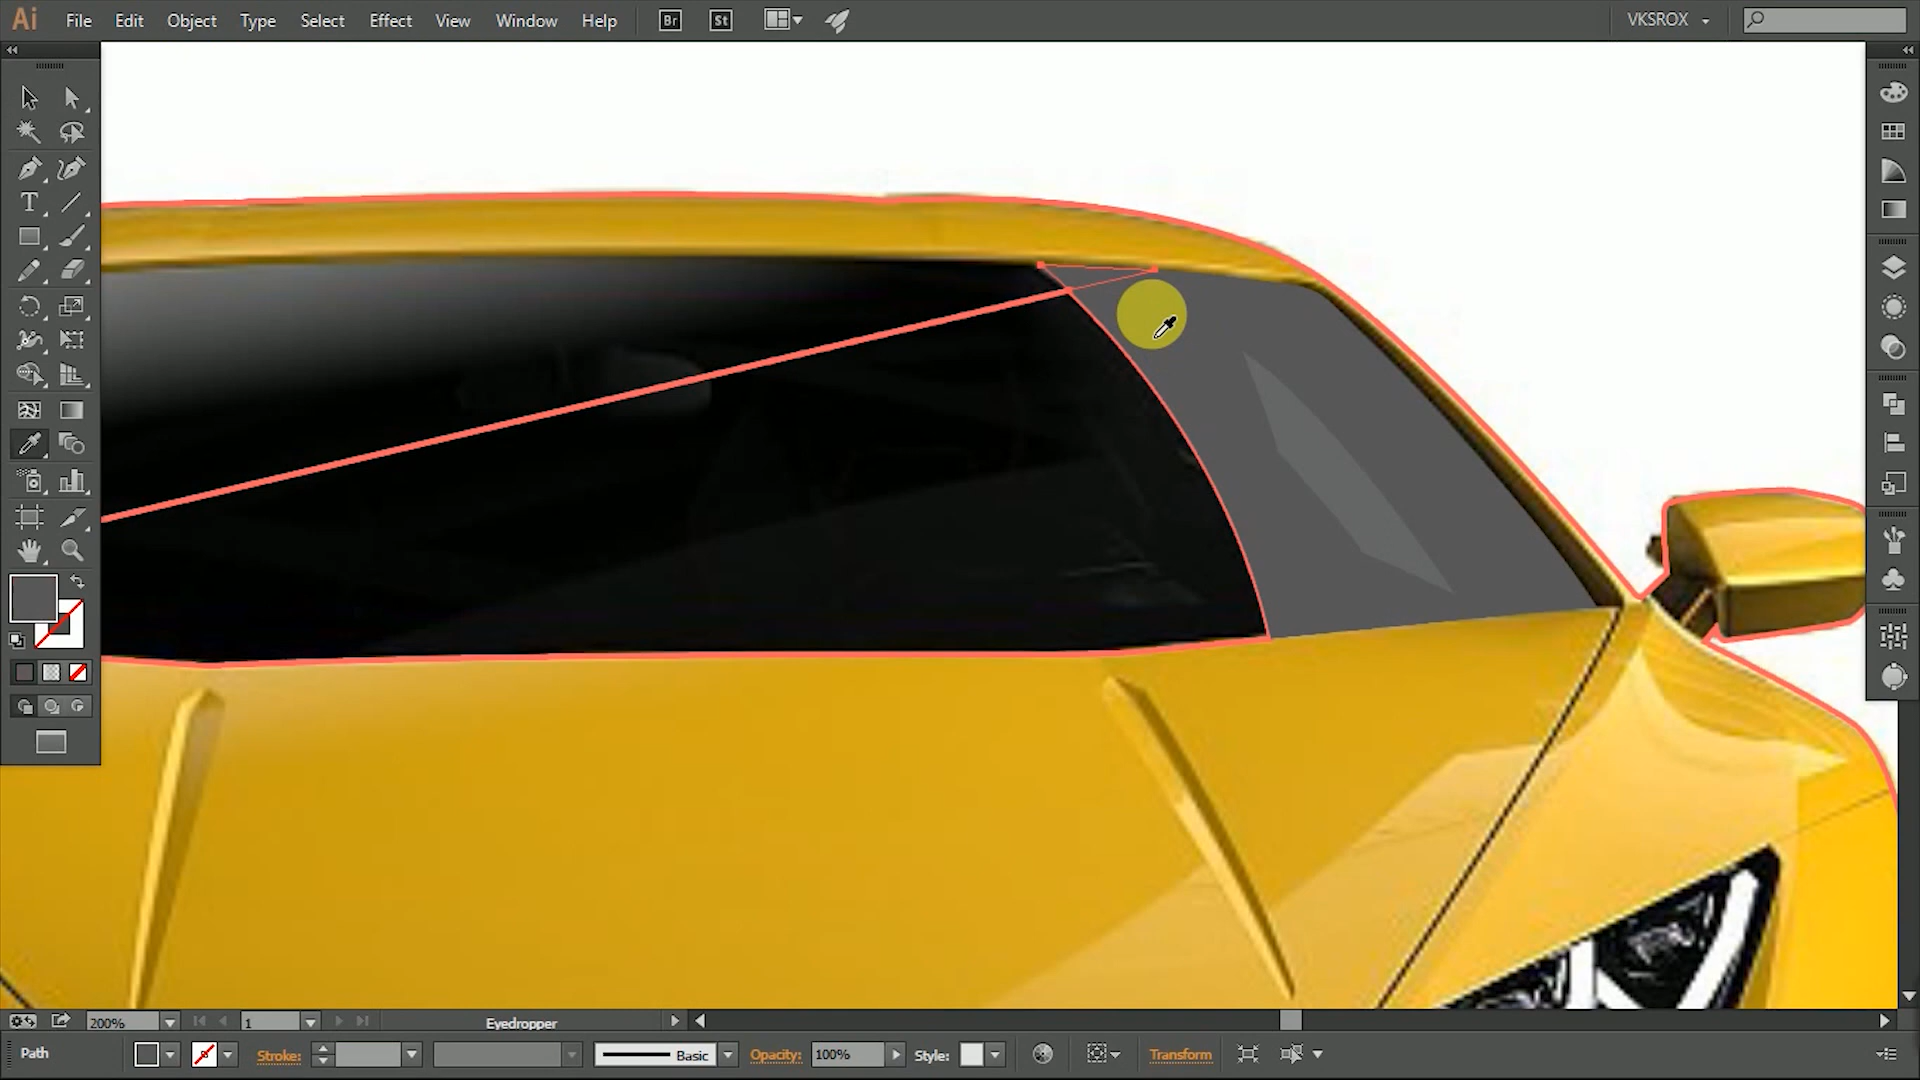 Ai File Edit Object Type Select Effect View Window Help Br St VKSROX
T
200% 1 Eyedropper
Path Stroke: Basic Opacity: 100% Style: Transform